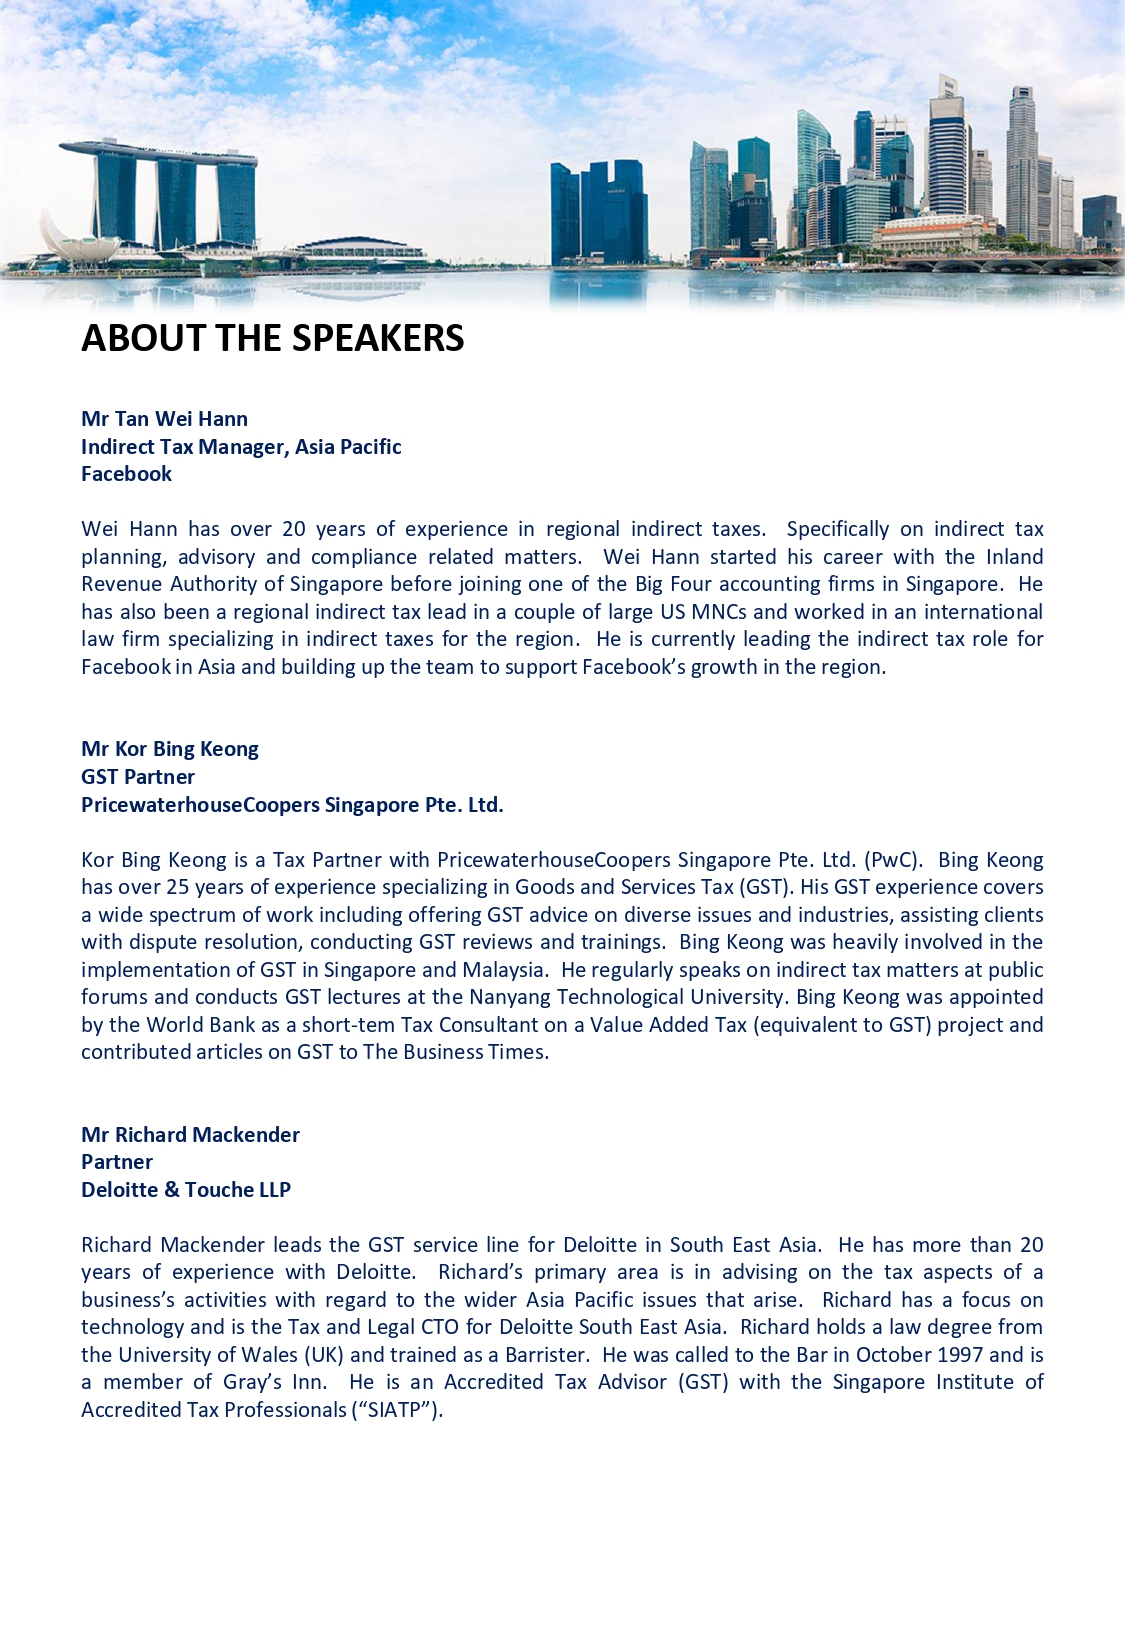 ABOUT THE SPEAKERS
Mr Tan Wei Hann
Indirect Tax Manager, Asia Pacific
Facebook
Wei Hann has over 20 years of experience in regional indirect taxes.  Specifically on indirect tax
planning, advisory and compliance related matters.  Wei Hann started his career with the Inland
Revenue Authority of Singapore before joining one of the Big Four accounting firms in Singapore.  He
has also been a regional indirect tax lead in a couple of large US MNCs and worked in an international
law firm specializing in indirect taxes for the region.  He is currently leading the indirect tax role for
Facebook in Asia and building up the team to support Facebook’s growth in the region.
Mr Kor Bing Keong
GST Partner
PricewaterhouseCoopers Singapore Pte. Ltd.
Kor Bing Keong is a Tax Partner with PricewaterhouseCoopers Singapore Pte. Ltd. (PwC).  Bing Keong
has over 25 years of experience specializing in Goods and Services Tax (GST). His GST experience covers
a wide spectrum of work including offering GST advice on diverse issues and industries, assisting clients
with dispute resolution, conducting GST reviews and trainings.  Bing Keong was heavily involved in the
implementation of GST in Singapore and Malaysia.  He regularly speaks on indirect tax matters at public
forums and conducts GST lectures at the Nanyang Technological University. Bing Keong was appointed
by the World Bank as a short-tem Tax Consultant on a Value Added Tax (equivalent to GST) project and
contributed articles on GST to The Business Times.
Mr Richard Mackender
Partner
Deloitte & Touche LLP
Richard Mackender leads the GST service line for Deloitte in South East Asia.  He has more than 20
years of experience with Deloitte.  Richard’s primary area is in advising on the tax aspects of a
business’s activities with regard to the wider Asia Pacific issues that arise.  Richard has a focus on
technology and is the Tax and Legal CTO for Deloitte South East Asia.  Richard holds a law degree from
the University of Wales (UK) and trained as a Barrister.  He was called to the Bar in October 1997 and is
a member of Gray’s Inn.  He is an Accredited Tax Advisor (GST) with the Singapore Institute of
Accredited Tax Professionals (“SIATP”).